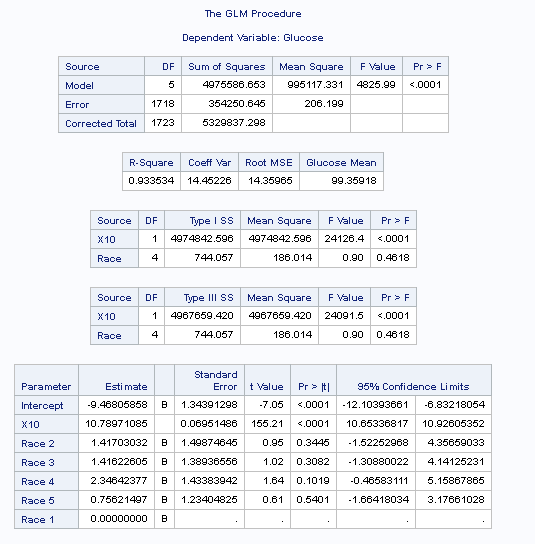 The GLM Procedure
Dependent Variable: Glucose
Source DF Sum of Squares Mean Square F Value Pr > F
Model 5 4975586.653 995117.331 4825.99 <.0001
Error 1718 354250.645 206.199
Corrected Total 1723 5329837.298
R-Square Coeff Var Root MSE Glucose Mean
0.933534 14.45226 14.35965 99.35918
Source DF Type I SS Mean Square F Value Pr > F
X10 1 4974842.596 4974842.596 24126.4 <.0001
Race 4 744.057 186.014 0.90 0.4618
Source DF Type III SS Mean Square F Value Pr > F
X10 1 4967659.420 4967659.420 24091.5 <.0001
Race 4 744.057 186.014 0.90 0.4618
Parameter Estimate Standard Error t Value Pr > |t| 95% Confidence Limits
Intercept -9.46805858 B 1.34391298 -7.05 <.0001 -12.10393661 -6.83218054
X10 10.78971085 0.06951486 155.21 <.0001 10.65336817 10.92605352
Race 2 1.41703032 B 1.49874645 0.95 0.3445 -1.52252968 4.35659033
Race 3 1.41622605 B 1.38936556 1.02 0.3082 -1.30880022 4.14125231
Race 4 2.34642377 B 1.43383942 1.64 0.1019 -0.46583111 5.15867865
Race 5 0.75621497 B 1.23404825 0.61 0.5401 -1.66418034 3.17661028
Race 1 0.00000000 B . . . . .